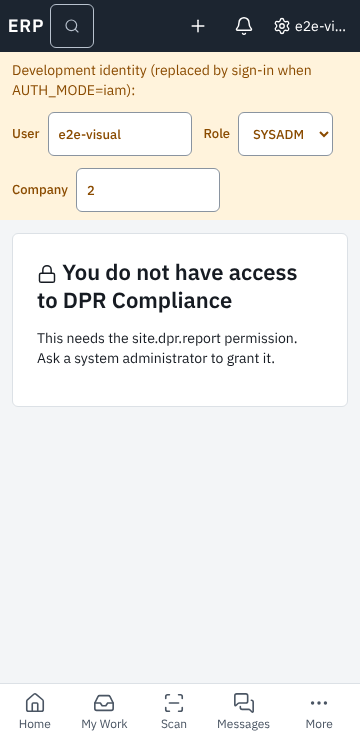 ERP
e2e-vi...
Development identity (replaced by sign-in when
AUTH_MODE=iam):
User e2e-visual Role SYSADM
Company 2
You do not have access
to DPR Compliance
This needs the site.dpr.report permission.
Ask a system administrator to grant it.
Home My Work Scan Messages More